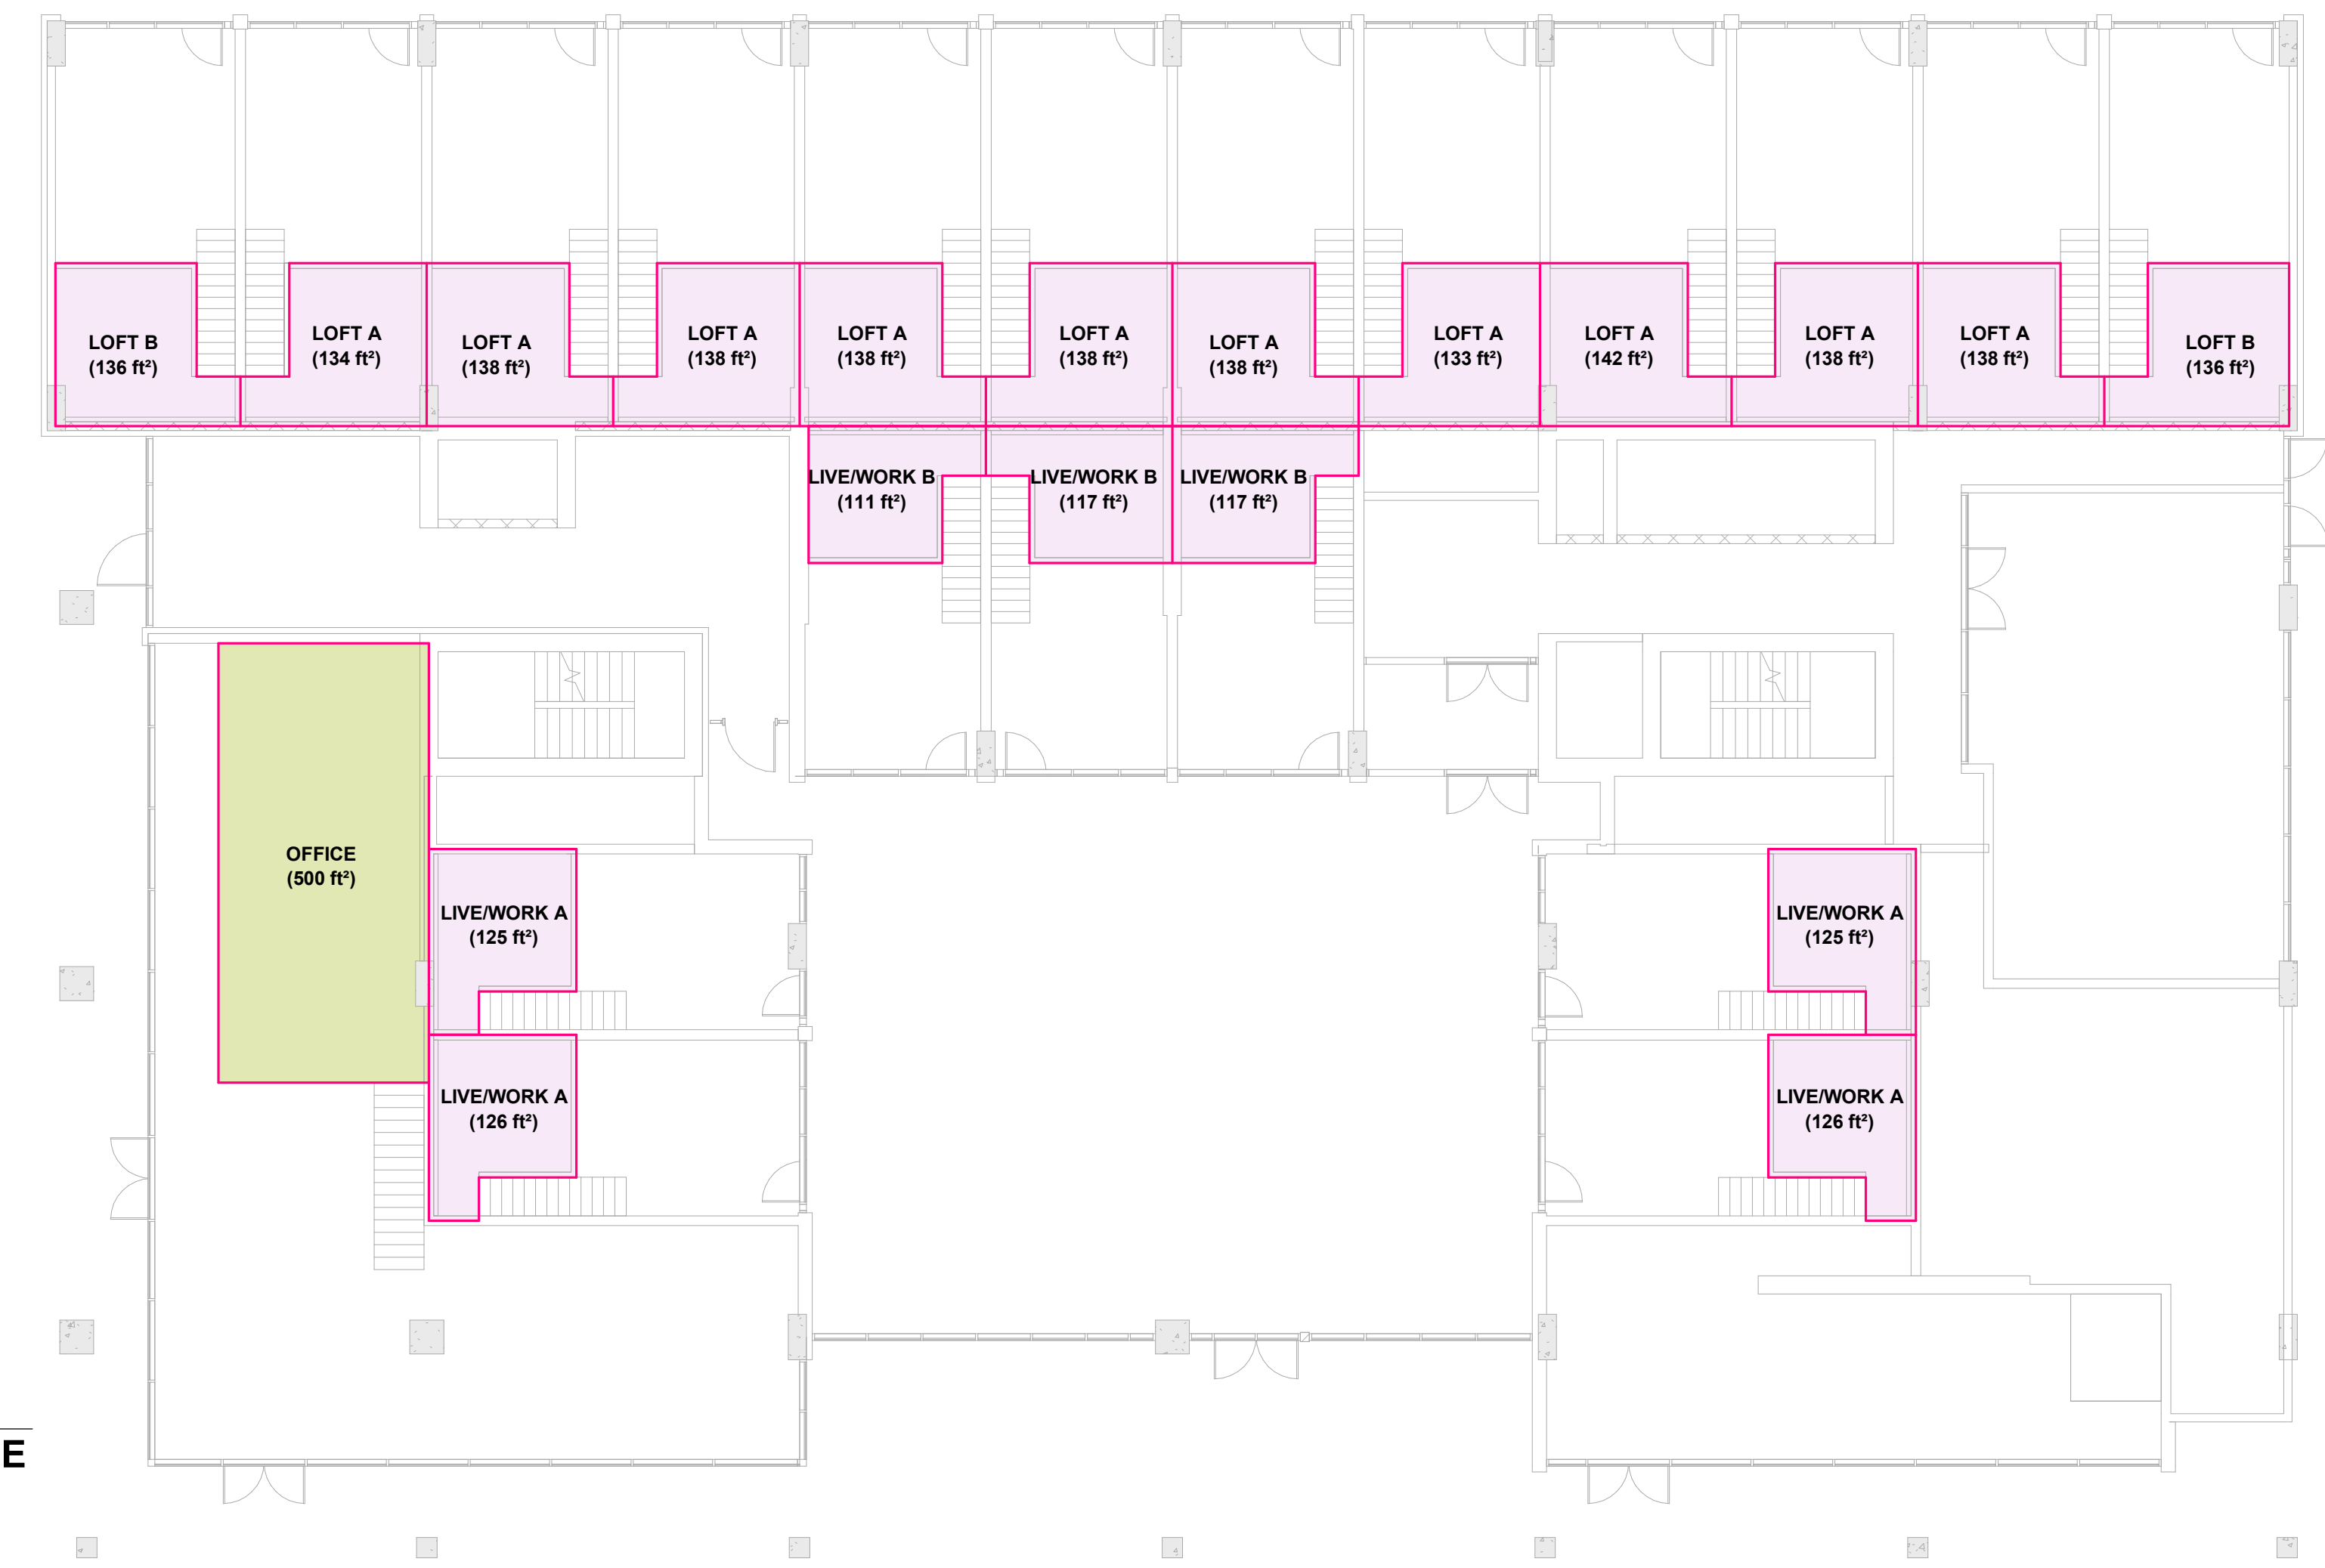 LOFT B
(136 ft²)
LOFT A
(134 ft²)
LOFT A
(138 ft²)
LOFT A
(138 ft²)
LOFT A
(138 ft²)
LOFT A
(138 ft²)
LOFT A
(138 ft²)
LOFT A
(133 ft²)
LOFT A
(142 ft²)
LOFT A
(138 ft²)
LOFT A
(138 ft²)
LOFT B
(136 ft²)
LIVE/WORK B
(111 ft²)
LIVE/WORK B
(117 ft²)
LIVE/WORK B
(117 ft²)
OFFICE
(500 ft²)
LIVE/WORK A
(125 ft²)
LIVE/WORK A
(125 ft²)
LIVE/WORK A
(126 ft²)
LIVE/WORK A
(126 ft²)
E